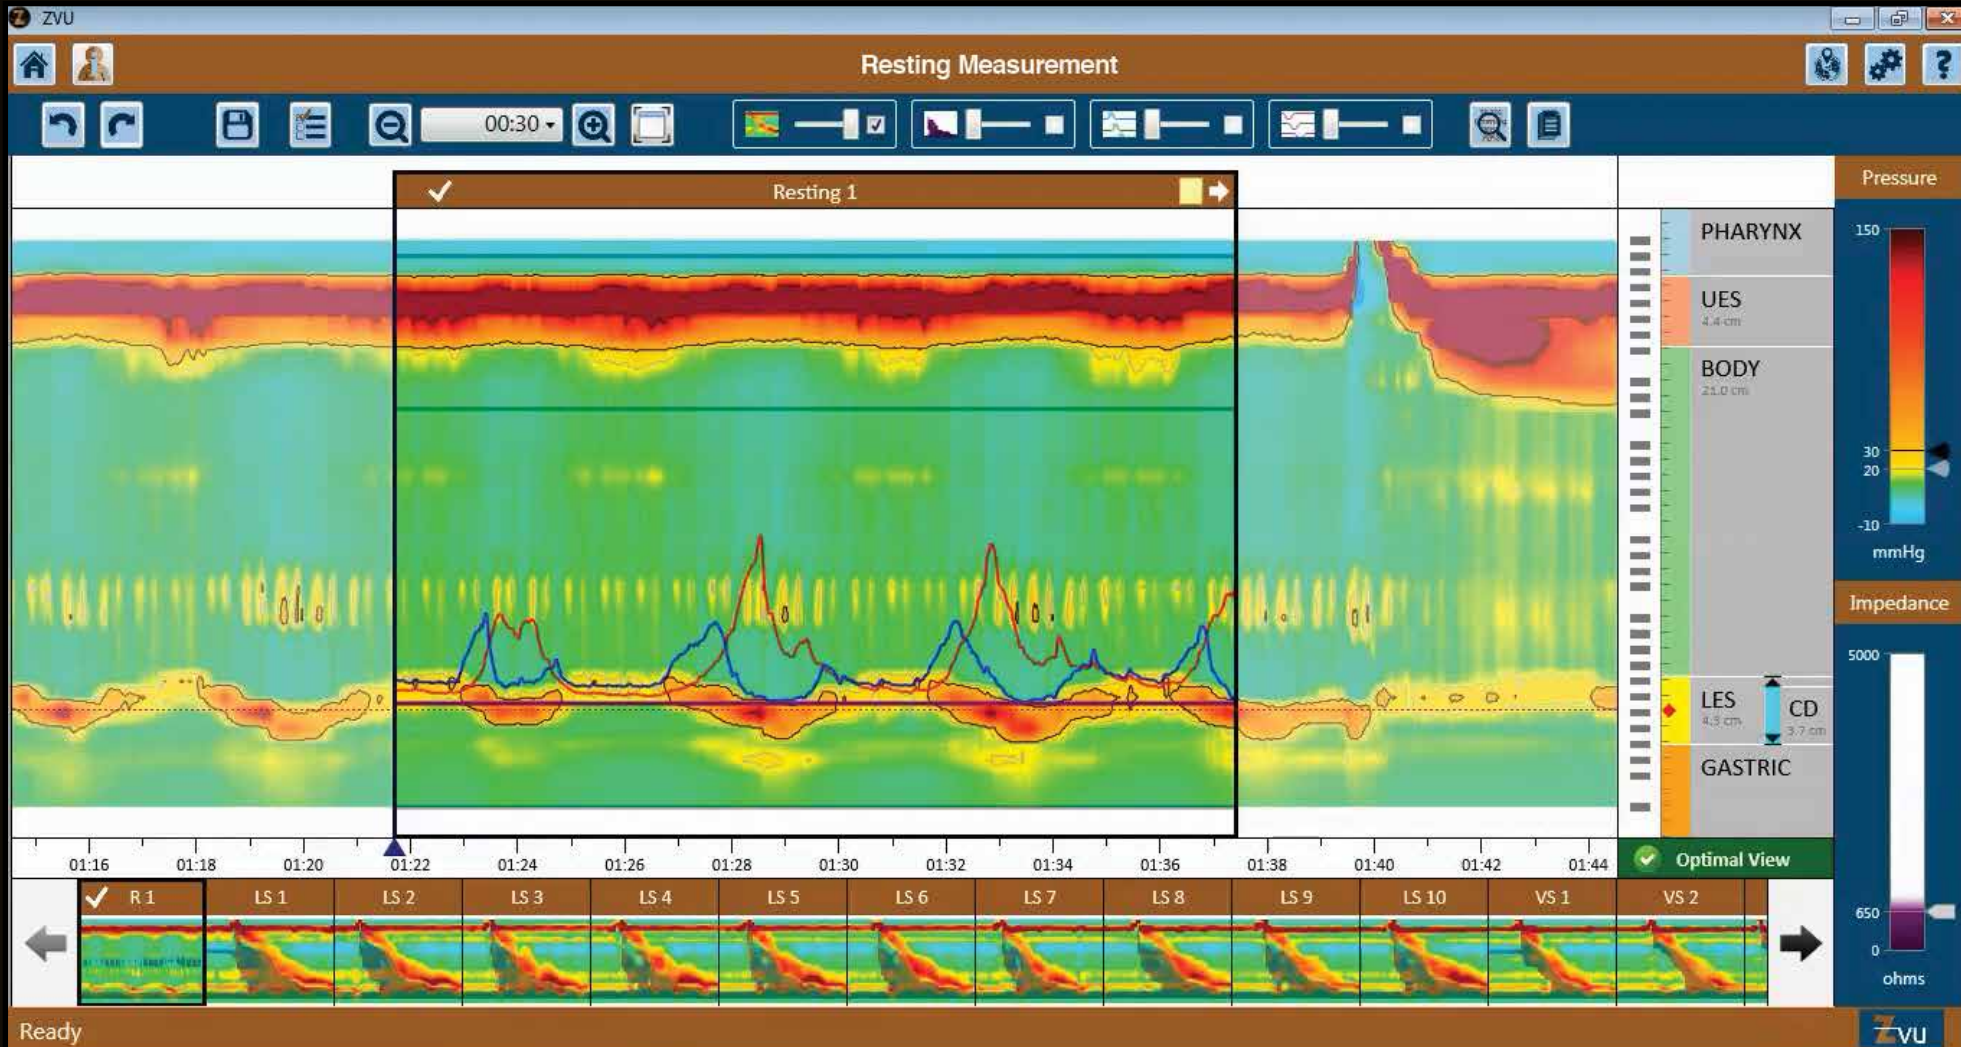 ZVU
Resting Measurement
00:30
Resting 1
Pressure
PHARYNX
150
UES
4.4 cm
BODY
21.0 cm
30
20
-10
mmHg
Impedance
5000
LES
4.3 cm
CD
3.7 cm
GASTRIC
01:16 01:18 01:20 01:22 01:24 01:26 01:28 01:30 01:32 01:34 01:36 01:38 01:40 01:42 01:44
Optimal View
R 1 LS 1 LS 2 LS 3 LS 4 LS 5 LS 6 LS 7 LS 8 LS 9 LS 10 VS 1 VS 2
650
0
ohms
Ready
ZVU